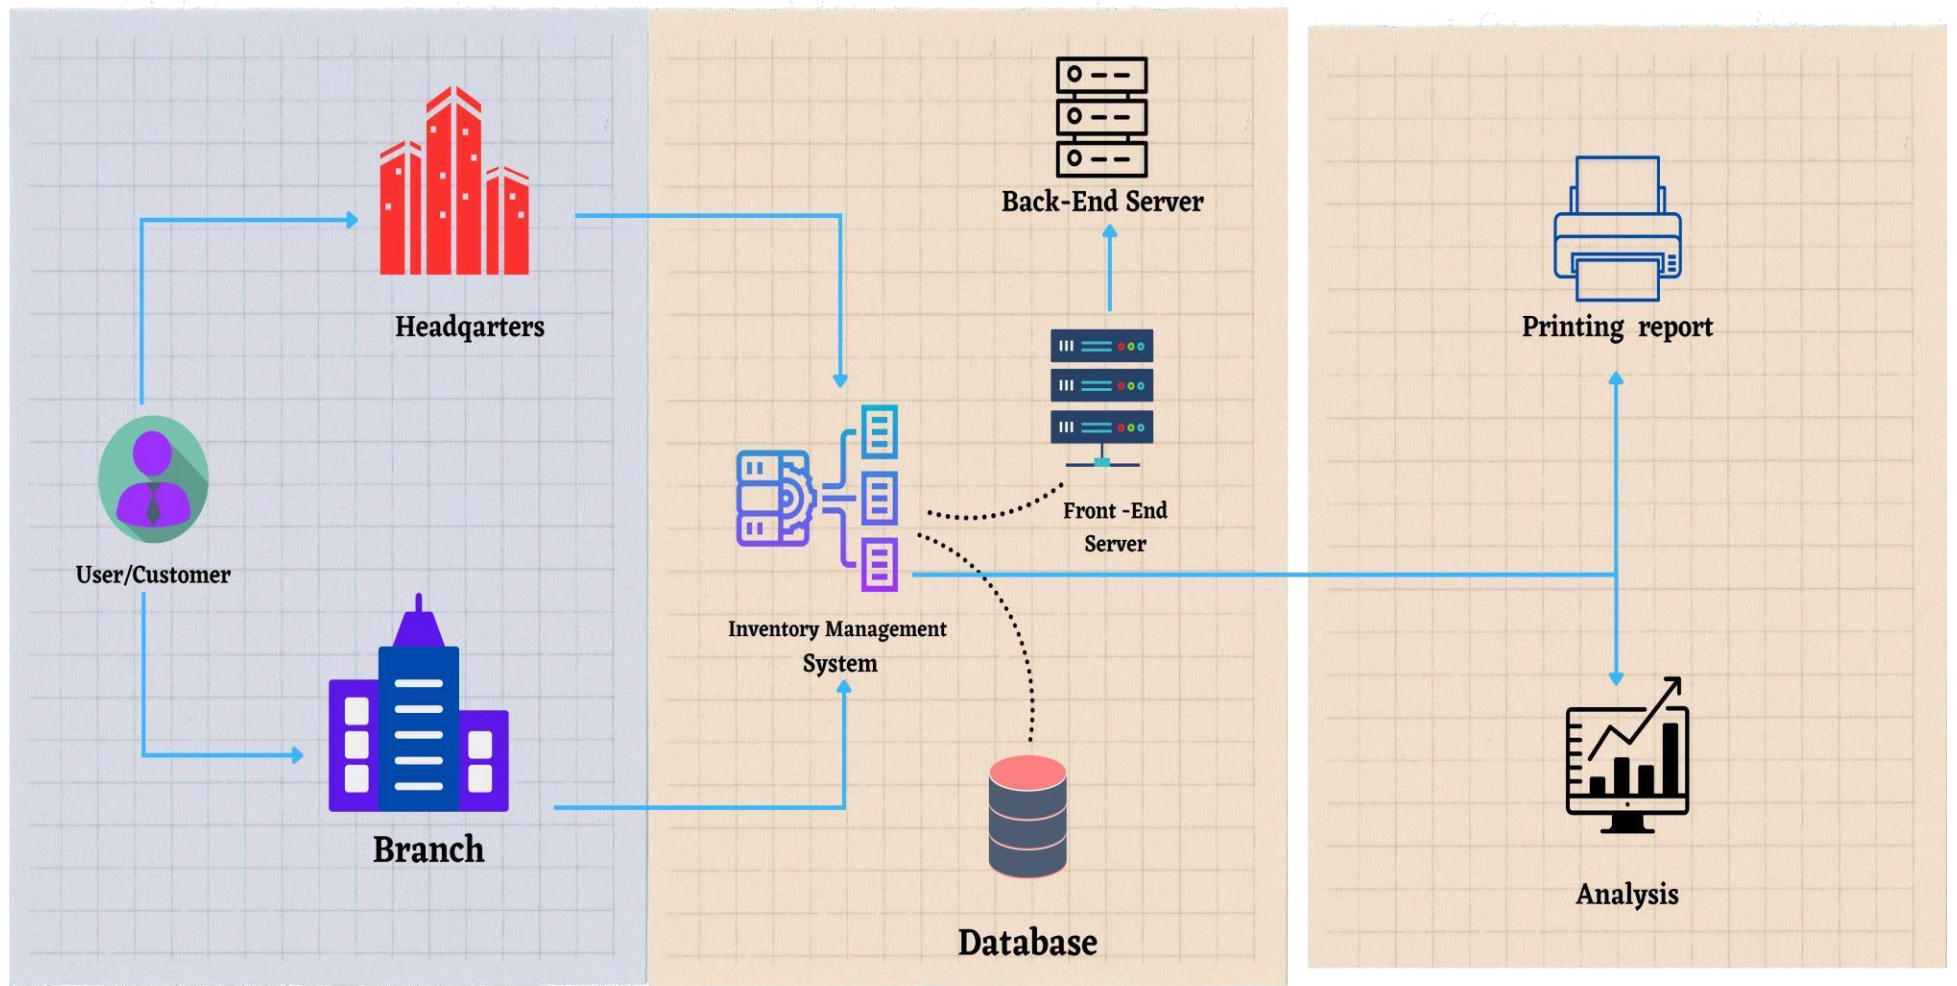 Back-End Server
Headqarters
Printing report
Front -End
Server
User/Customer
Inventory Management
System
Branch
Analysis
Database